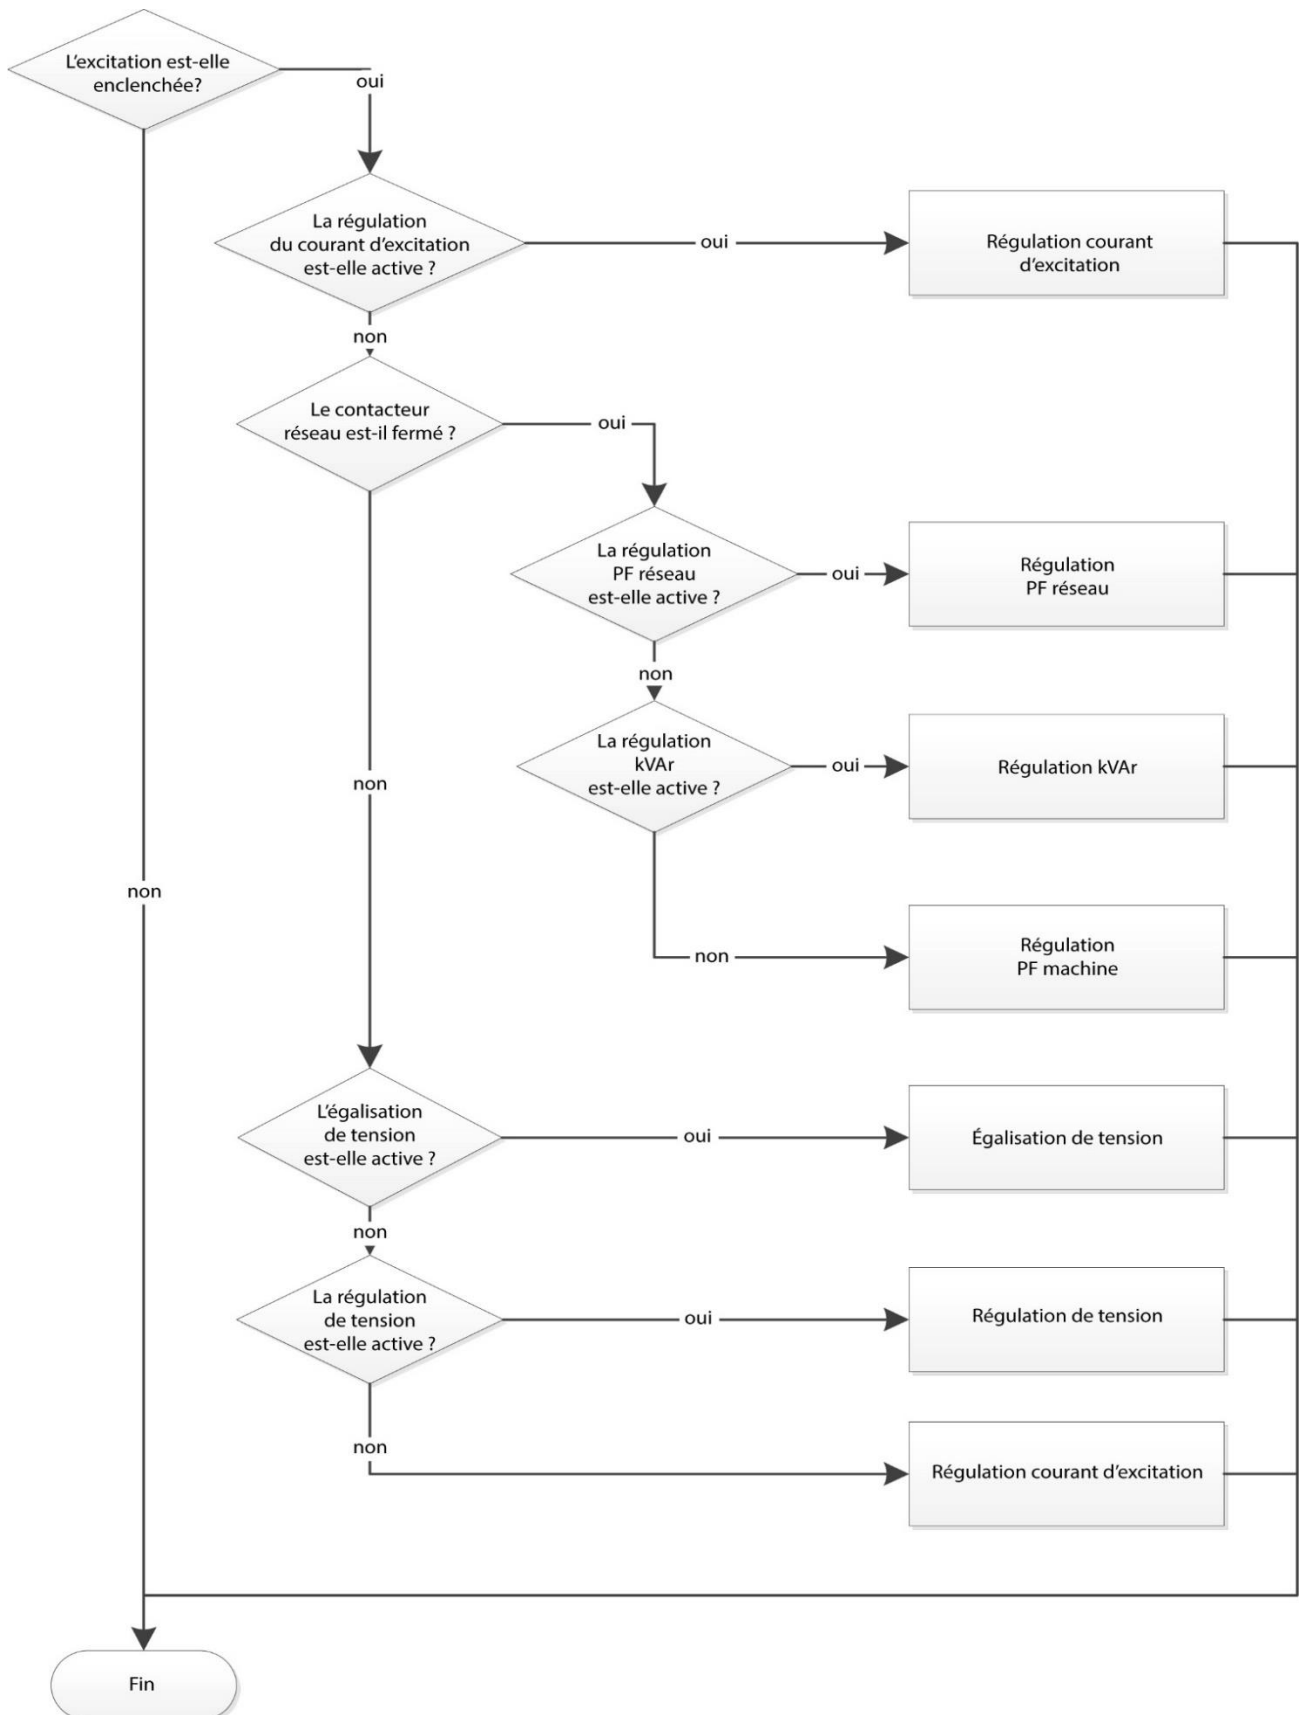 L'excitation est-elle
enclenchée?
oui
La régulation
du courant d'excitation
est-elle active ?
oui
Régulation courant
d'excitation
non
Le contacteur
réseau est-il fermé ?
oui
La régulation
PF réseau
est-elle active ?
oui
Régulation
PF réseau
non
La régulation
kVAr
est-elle active ?
oui
Régulation kVAr
non
non
non
Régulation
PF machine
L'égalisation
de tension
est-elle active ?
oui
Égalisation de tension
non
La régulation
de tension
est-elle active ?
oui
Régulation de tension
non
Régulation courant d'excitation
Fin